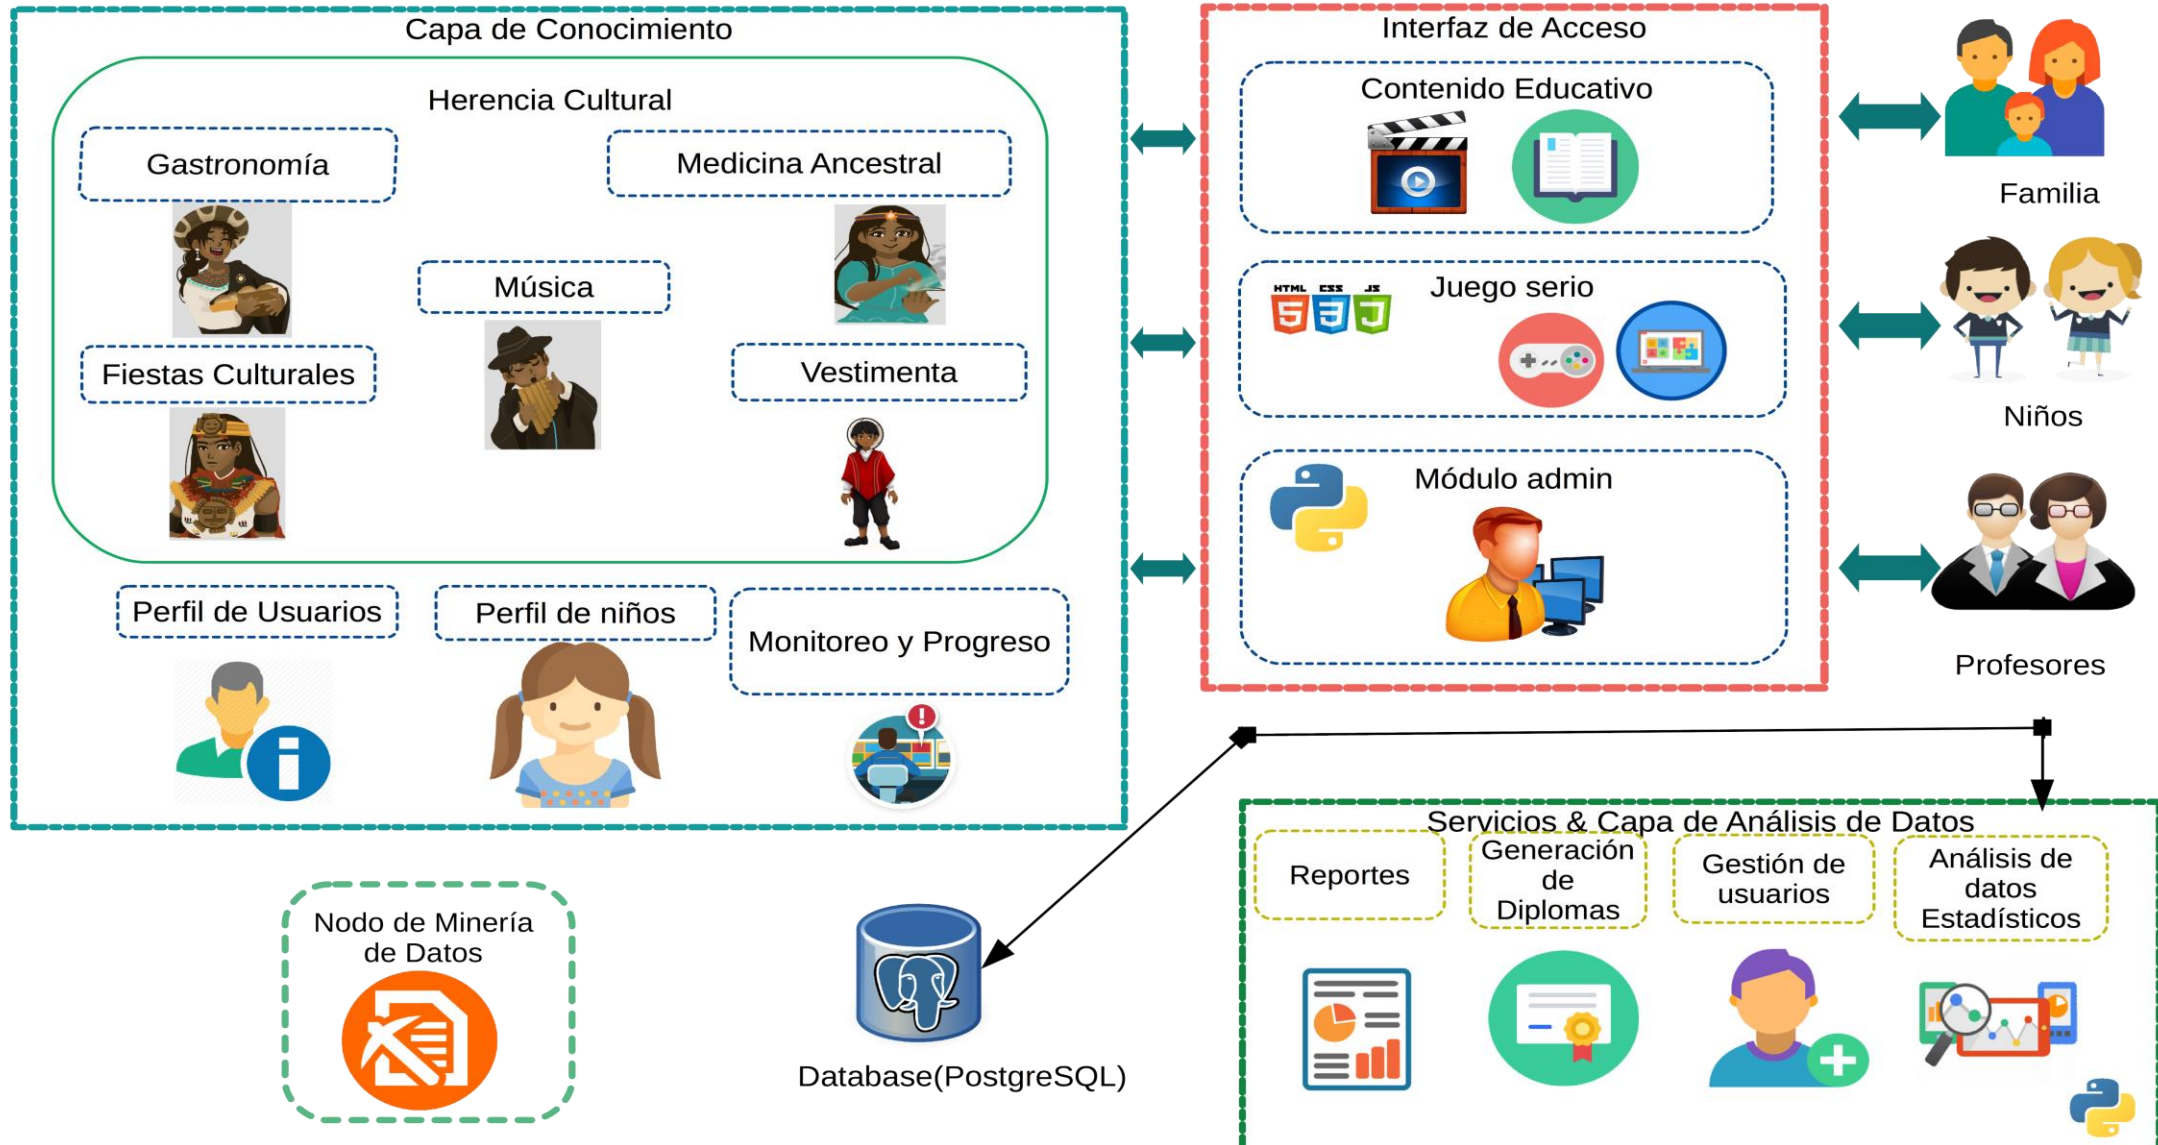 Capa de Conocimiento
Herencia Cultural
Gastronomía
Medicina Ancestral
Música
Fiestas Culturales
Vestimenta
Perfil de Usuarios
Perfil de niños
Monitoreo y Progreso
Interfaz de Acceso
Contenido Educativo
HTML CSS JS
5 3 J
Juego serio
Módulo admin
Familia
Niños
Profesores
Nodo de Minería
de Datos
Database(PostgreSQL)
Servicios & Capa de Análisis de Datos
Reportes
Generación
de
Diplomas
Gestión de
usuarios
Análisis de
datos
Estadísticos